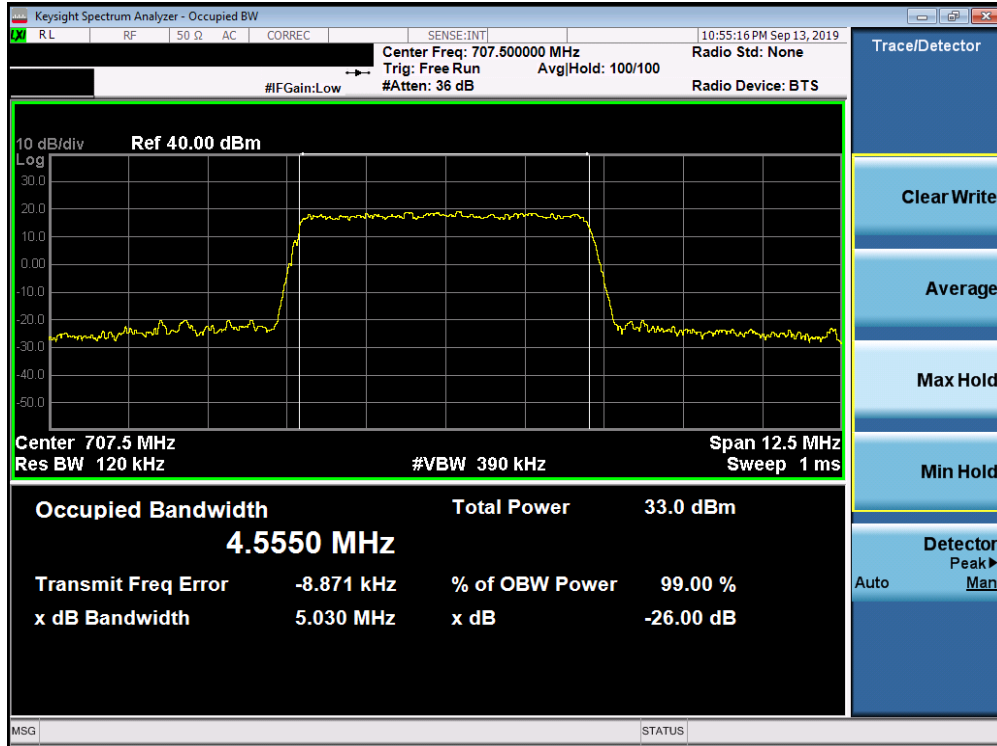 Keysight Spectrum Analyzer - Occupied BW
LXI RL RF 50 Ω AC CORREC SENSE:INT 10:55:16 PM Sep 13, 2019
Center Freq: 707.500000 MHz Radio Std: None
Trig: Free Run Avg|Hold: 100/100
#IFGain:Low #Atten: 36 dB Radio Device: BTS
Trace/Detector
10 dB/div Ref 40.00 dBm
Log
30.0
20.0
10.0
0.00
-10.0
-20.0
-30.0
-40.0
-50.0
Center 707.5 MHz Span 12.5 MHz
Res BW 120 kHz #VBW 390 kHz Sweep 1 ms
Occupied Bandwidth Total Power 33.0 dBm
4.5550 MHz
Transmit Freq Error -8.871 kHz % of OBW Power 99.00 %
x dB Bandwidth 5.030 MHz x dB -26.00 dB
Clear Write
Average
Max Hold
Min Hold
Detector
Peak▶
Auto Man
MSG STATUS